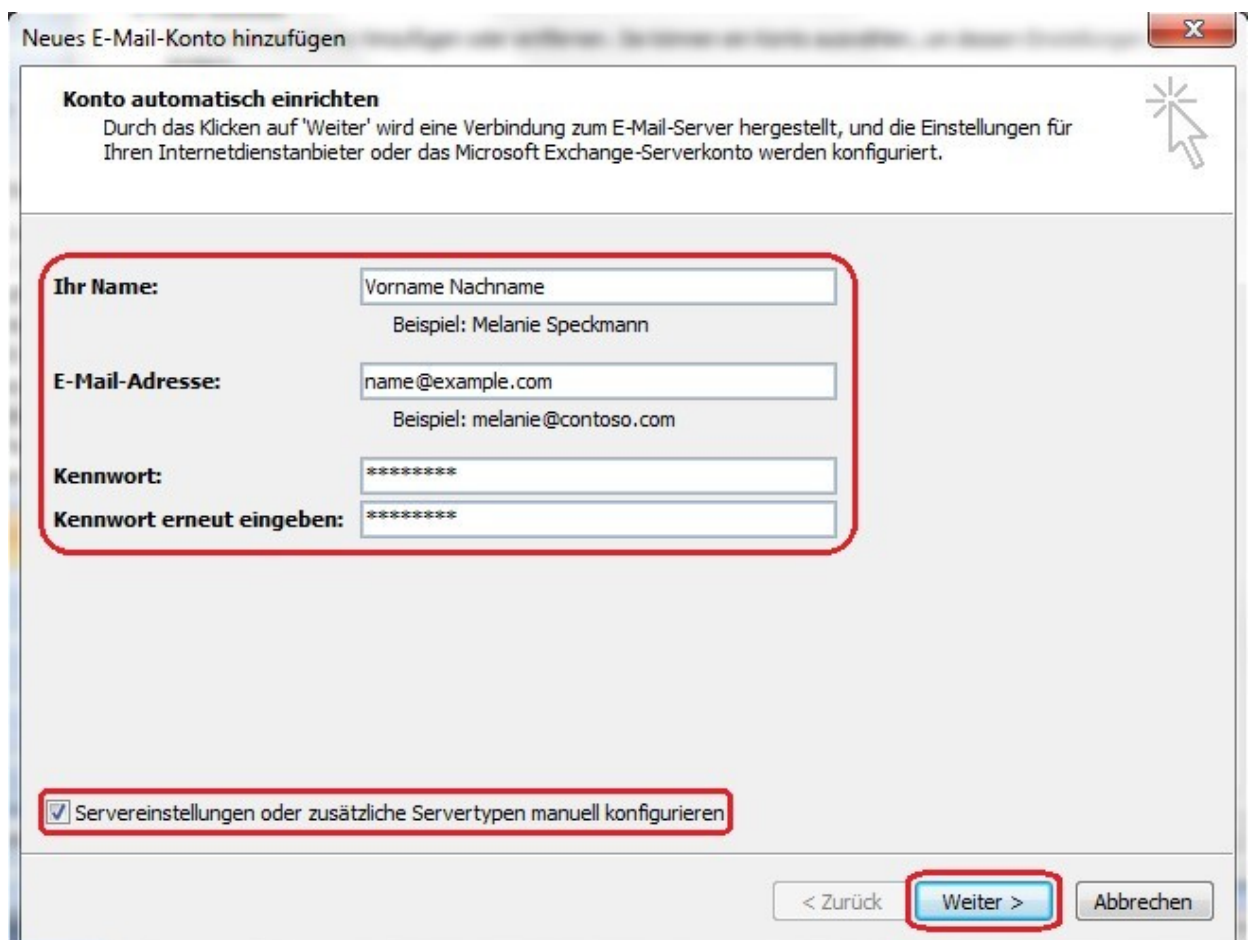 Neues E-Mail-Konto hinzufügen
Konto automatisch einrichten
Durch das Klicken auf 'Weiter' wird eine Verbindung zum E-Mail-Server hergestellt, und die Einstellungen für
Ihren Internetdienstanbieter oder das Microsoft Exchange-Serverkonto werden konfiguriert.
Ihr Name: Vorname Nachname
Beispiel: Melanie Speckmann
E-Mail-Adresse: name@example.com
Beispiel: melanie@contoso.com
Kennwort: ********
Kennwort erneut eingeben: ********
Servereinstellungen oder zusätzliche Servertypen manuell konfigurieren
< Zurück Weiter > Abbrechen